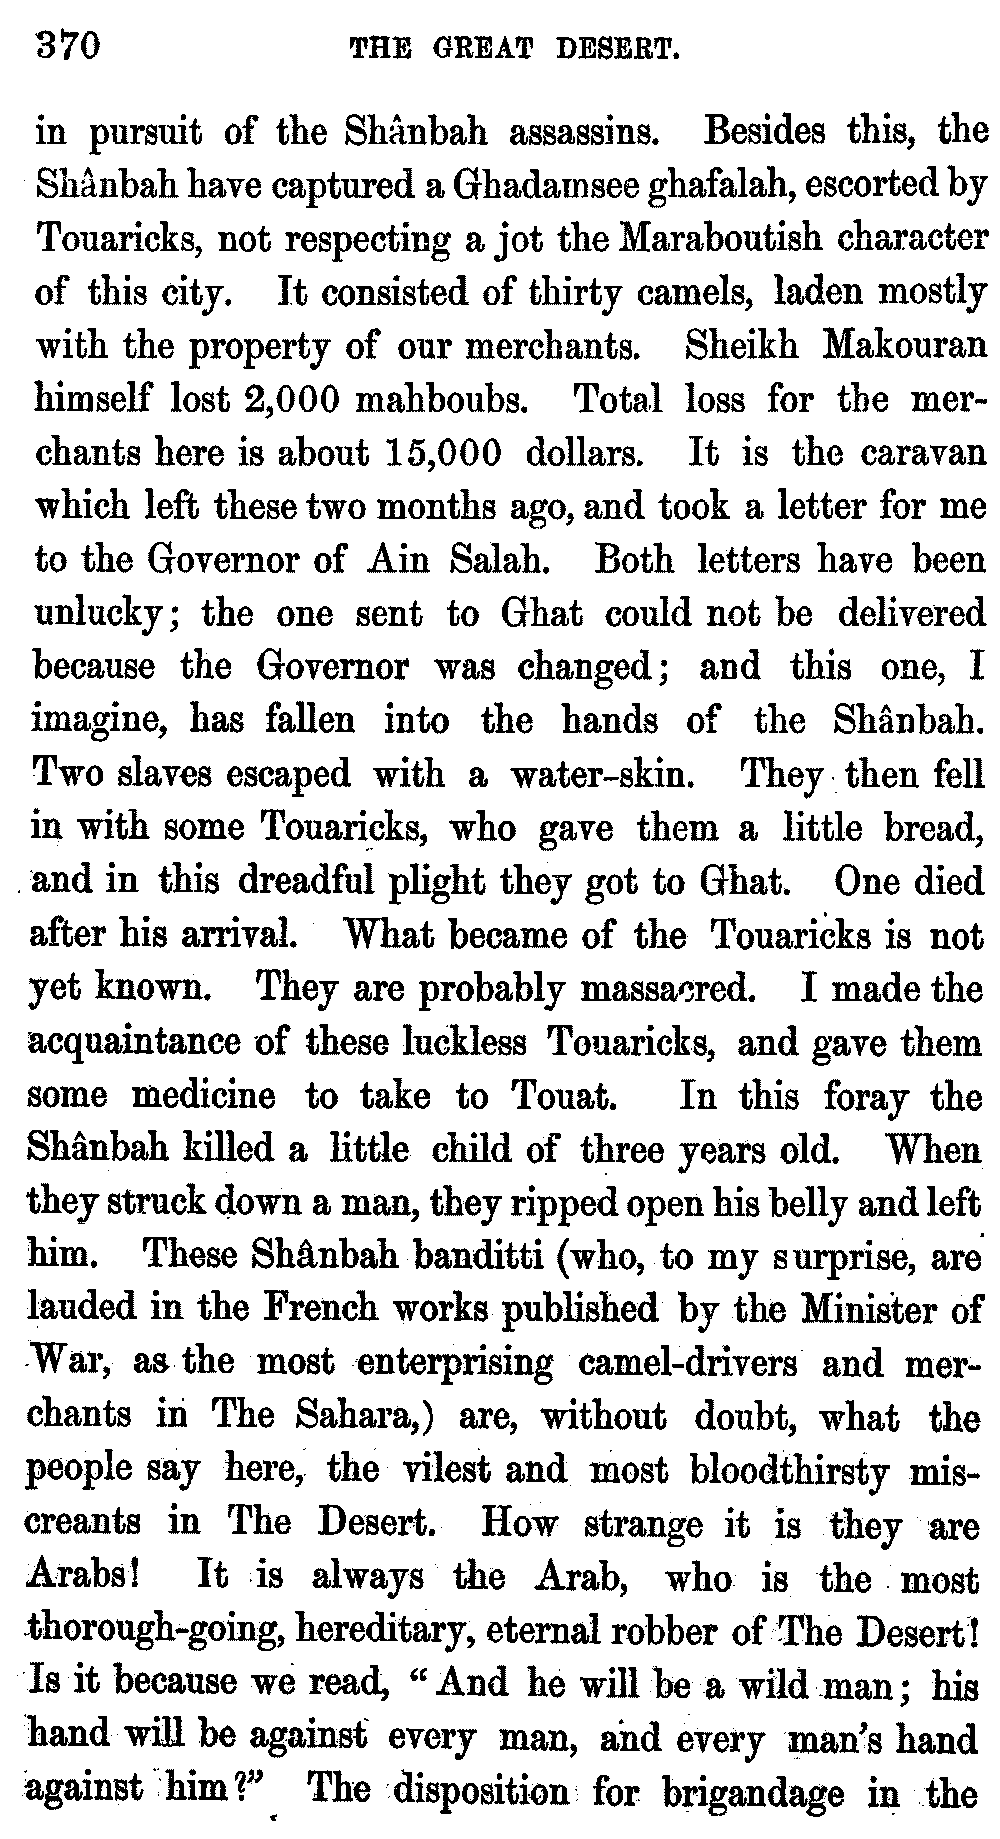 370 THE GREAT DESERT.
in pursuit of the Shânbah assassins. Besides this, the
Shânbah have captured a Ghadamsee ghafalah, escorted by
Touaricks, not respecting a jot the Maraboutish character
of this city. It consisted of thirty camels, laden mostly
with the property of our merchants. Sheikh Makouran
himself lost 2,000 mahboubs. Total loss for the mer-
chants here is about 15,000 dollars. It is the caravan
which left these two months ago, and took a letter for me
to the Governor of Ain Salah. Both letters have been
unlucky; the one sent to Ghat could not be delivered
because the Governor was changed; and this one, I
imagine, has fallen into the hands of the Shânbah.
Two slaves escaped with a water-skin. They then fell
in with some Touaricks, who gave them a little bread,
and in this dreadful plight they got to Ghat. One died
after his arrival. What became of the Touaricks is not
yet known. They are probably massacred. I made the
acquaintance of these luckless Touaricks, and gave them
some medicine to take to Touat. In this foray the
Shânbah killed a little child of three years old. When
they struck down a man, they ripped open his belly and left
him. These Shânbah banditti (who, to my surprise, are
lauded in the French works published by the Minister of
War, as the most enterprising camel-drivers and mer-
chants in The Sahara,) are, without doubt, what the
people say here, the vilest and most bloodthirsty mis-
creants in The Desert. How strange it is they are
Arabs! It is always the Arab, who is the most
thorough-going, hereditary, eternal robber of The Desert!
Is it because we read, “And he will be a wild man; his
hand will be against every man, and every man's hand
against him?” The disposition for brigandage in the